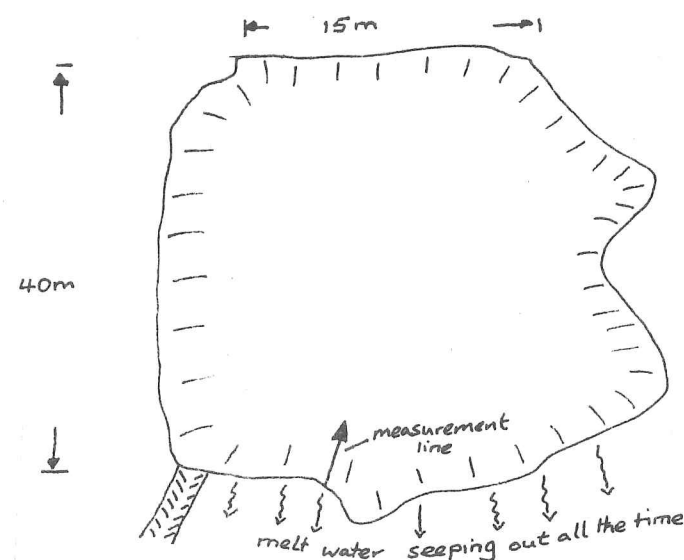 15m
40m
measurement
line
melt water seeping out all the time